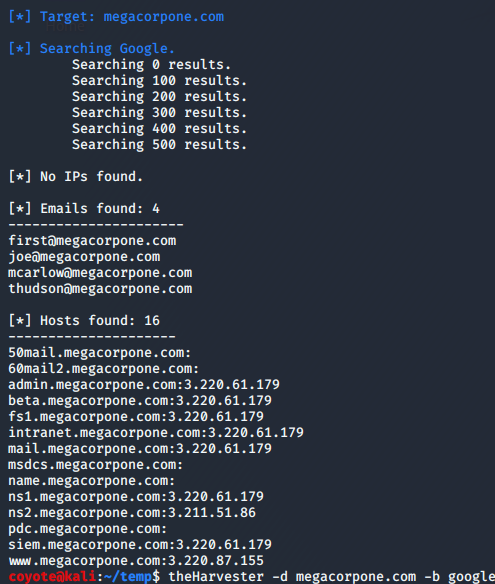 [*] Target: megacorpone.com
[*] Searching Google.
Searching 0 results.
Searching 100 results.
Searching 200 results.
Searching 300 results.
Searching 400 results.
Searching 500 results.
[*] No IPs found.
[*] Emails found: 4
----------------------
first@megacorpone.com
joe@megacorpone.com
mcarlow@megacorpone.com
thudson@megacorpone.com
[*] Hosts found: 16
---------------------
50mail.megacorpone.com:
60mail2.megacorpone.com:
admin.megacorpone.com:3.220.61.179
beta.megacorpone.com:3.220.61.179
fs1.megacorpone.com:3.220.61.179
intranet.megacorpone.com:3.220.61.179
mail.megacorpone.com:3.220.61.179
msdcs.megacorpone.com:
name.megacorpone.com:
ns1.megacorpone.com:3.220.61.179
ns2.megacorpone.com:3.211.51.86
pdc.megacorpone.com:
siem.megacorpone.com:3.220.61.179
www.megacorpone.com:3.220.87.155
coyote@kali:~/temp$ theHarvester -d megacorpone.com -b google